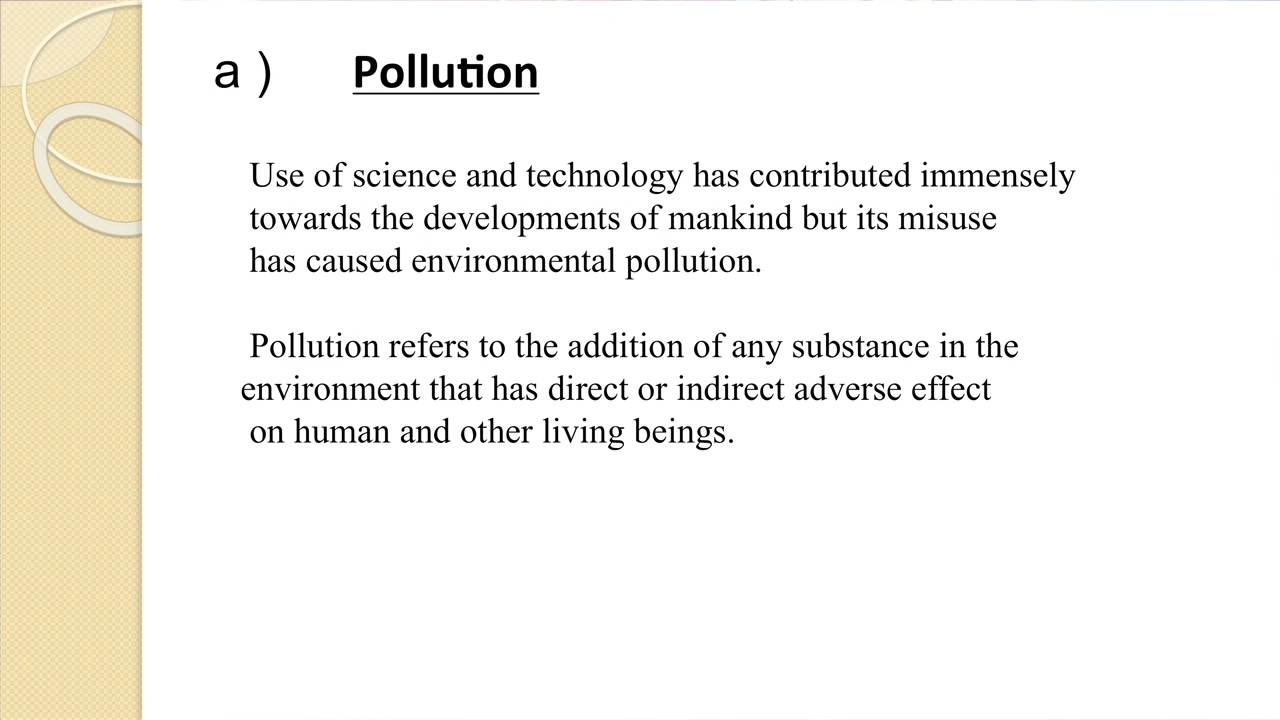 a ) Pollution
Use of science and technology has contributed immensely
towards the developments of mankind but its misuse
has caused environmental pollution.
Pollution refers to the addition of any substance in the
environment that has direct or indirect adverse effect
on human and other living beings.